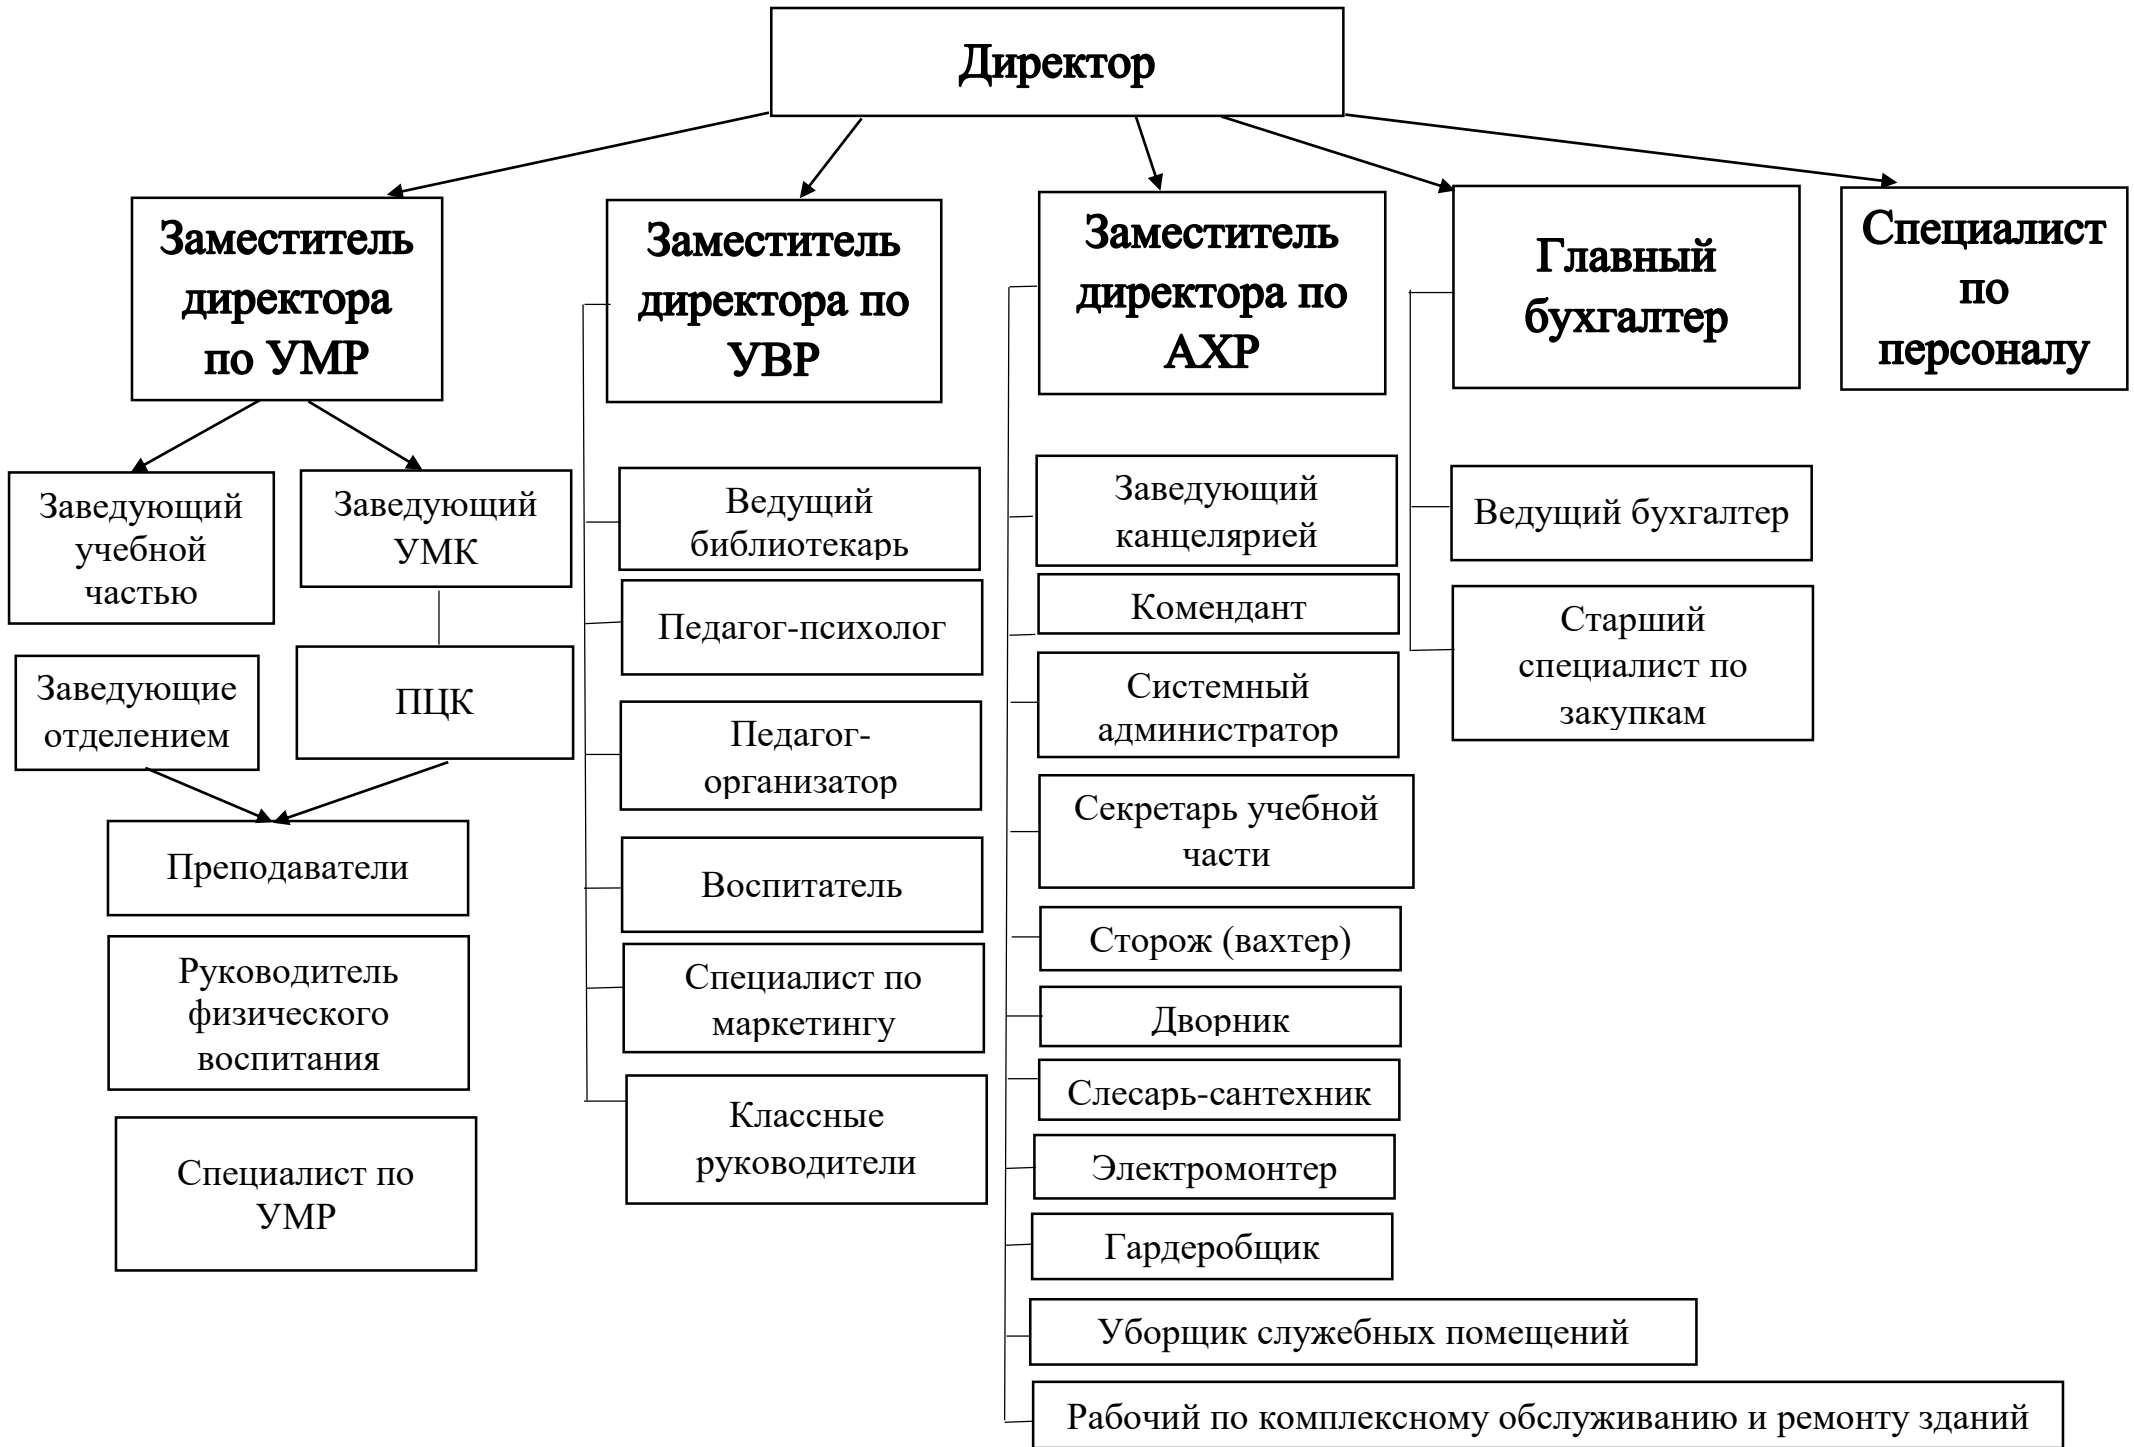 Директор
Заместитель
директора
по УМР
Заместитель
директора по
УВР
Заместитель
директора по
АХР
Главный
бухгалтер
Специалист
по
персоналу
Заведующий
учебной
частью
Заведующий
УМК
Заведующие
отделением
ПЦК
Преподаватели
Руководитель
физического
воспитания
Специалист по
УМР
Ведущий
библиотекарь
Педагог-психолог
Педагог-
организатор
Воспитатель
Специалист по
маркетингу
Классные
руководители
Заведующий
канцелярией
Комендант
Системный
администратор
Секретарь учебной
части
Сторож (вахтер)
Дворник
Слесарь-сантехник
Электромонтер
Гардеробщик
Уборщик служебных помещений
Рабочий по комплексному обслуживанию и ремонту зданий
Ведущий бухгалтер
Старший
специалист по
закупкам